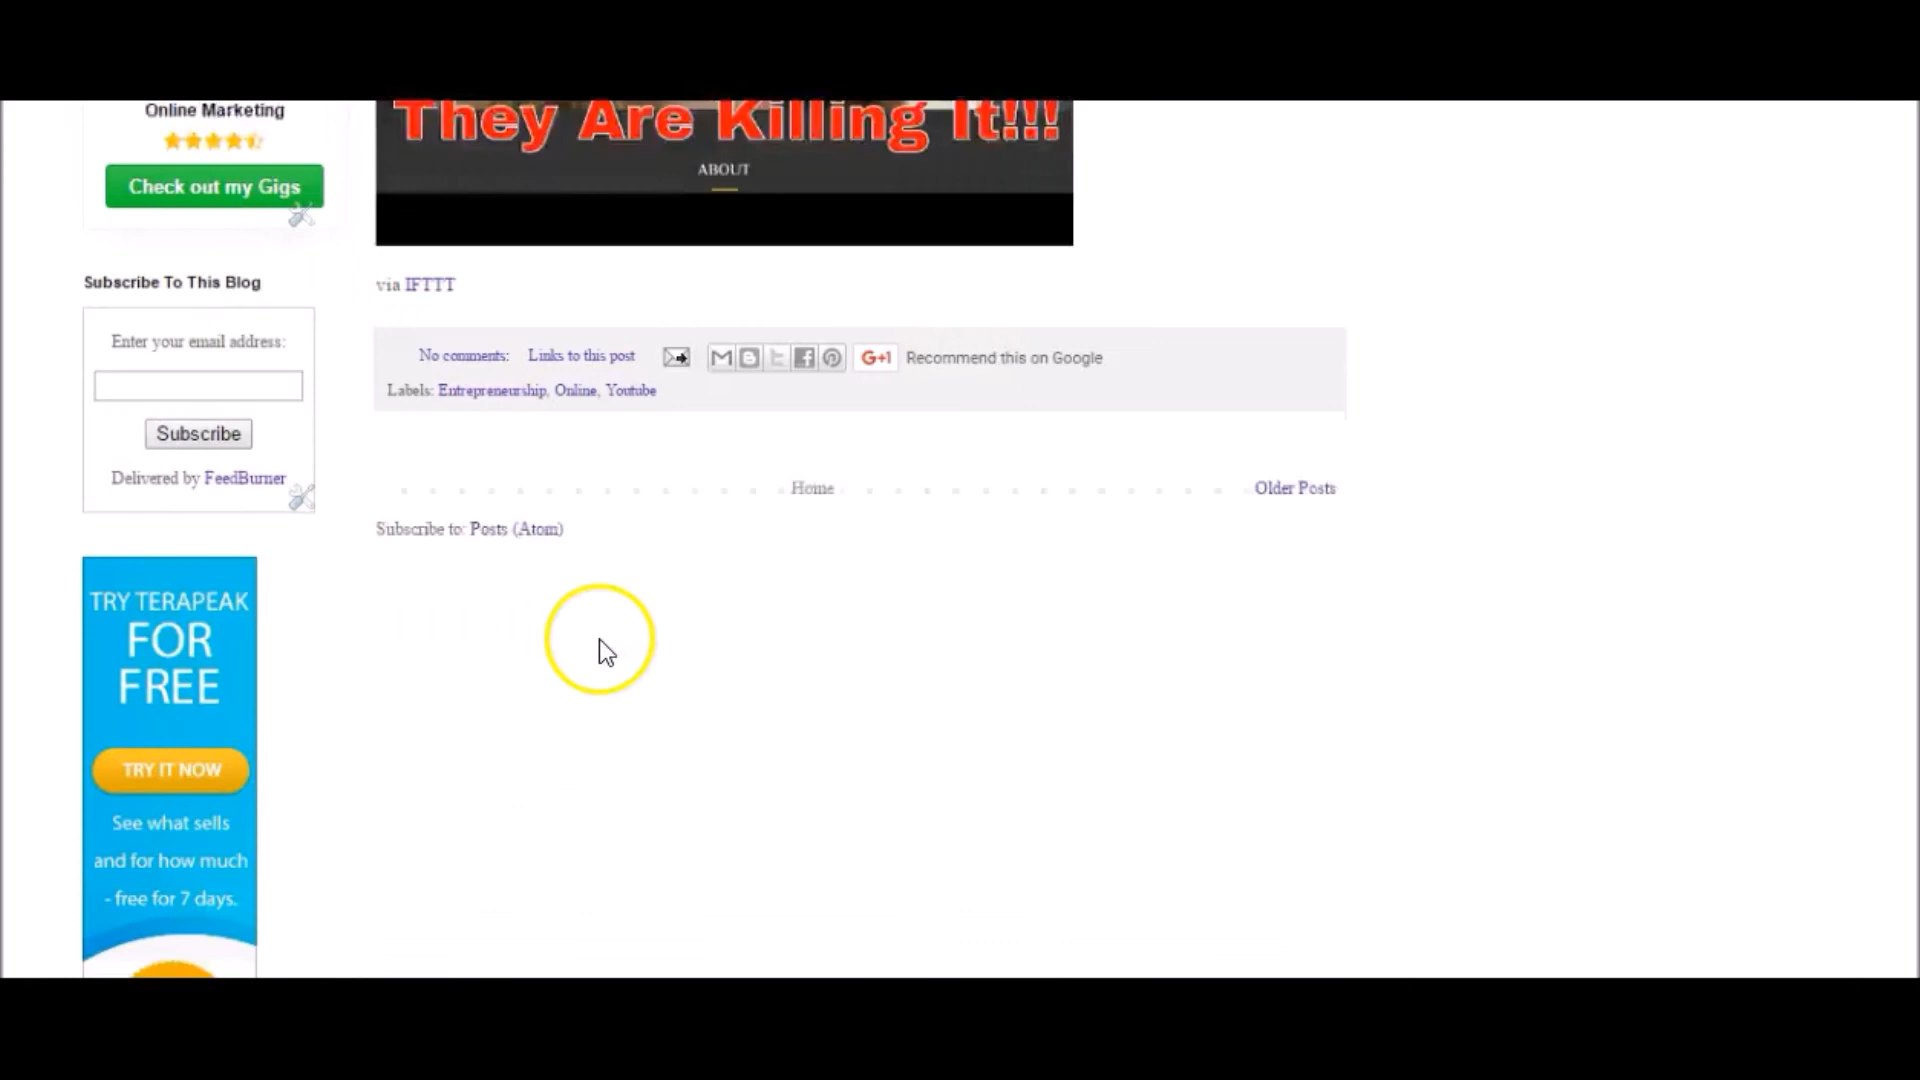 Online Marketing
Check out my Gigs
Subscribe To This Blog
Enter your email address:
Subscribe
Delivered by FeedBurner
TRY TERAPEAK
FOR
FREE
TRY IT NOW
See what sells
and for how much
- free for 7 days.
They Are Killing It!!!
ABOUT
via IFTTT
No comments: Links to this post G+1 Recommend this on Google
Labels: Entrepreneurship, Online, Youtube
Home Older Posts
Subscribe to: Posts (Atom)